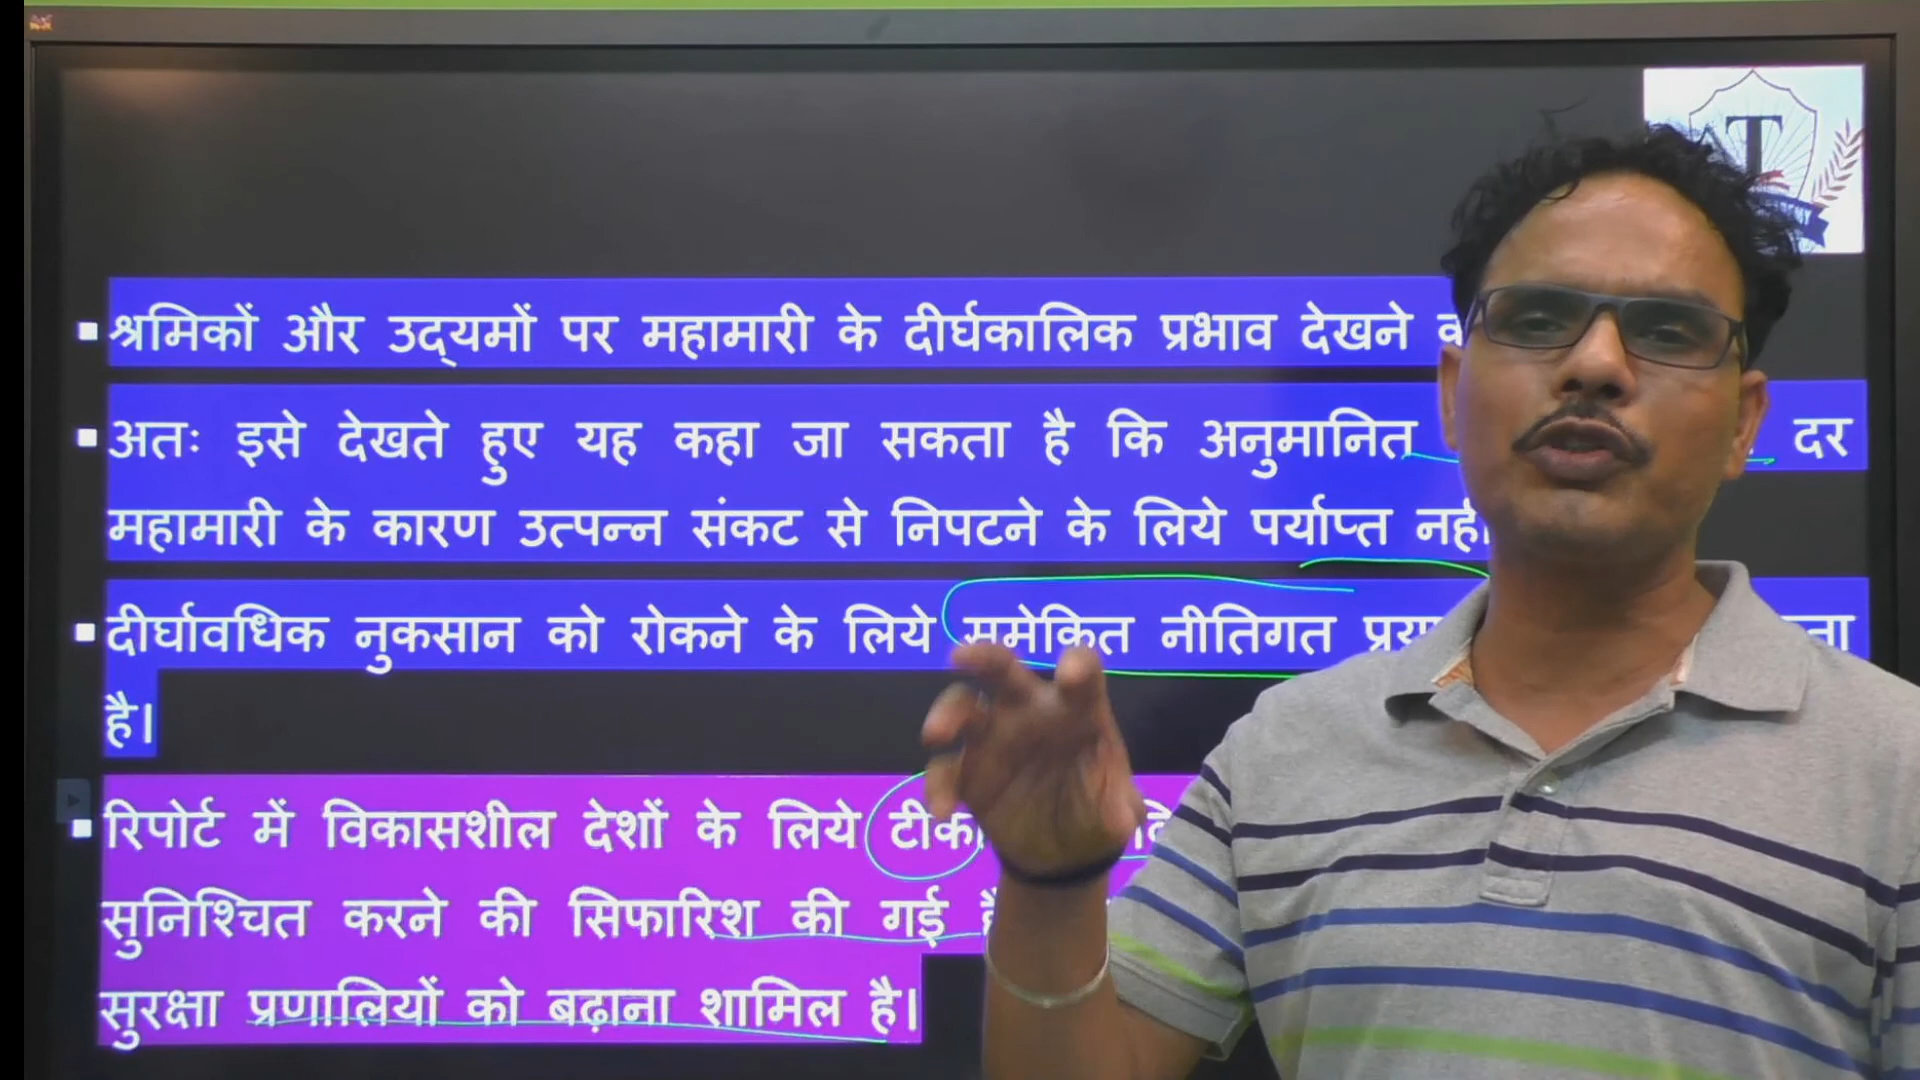 T
श्रमिकों और उद्यमों पर महामारी के दीर्घकालिक प्रभाव देखने
अतः इसे देखते हुए यह कहा जा सकता है कि अनुमानित दर
महामारी के कारण उत्पन्न संकट से निपटने के लिये पर्याप्त
दीर्घावधिक नुकसान को रोकने के लिये समेकित नीतिगत
है।
रिपोर्ट में विकासशील देशों के लिये
सुनिश्चित करने की सिफारिश की गई
सुरक्षा प्रणालियों को बढ़ाना शामिल है।